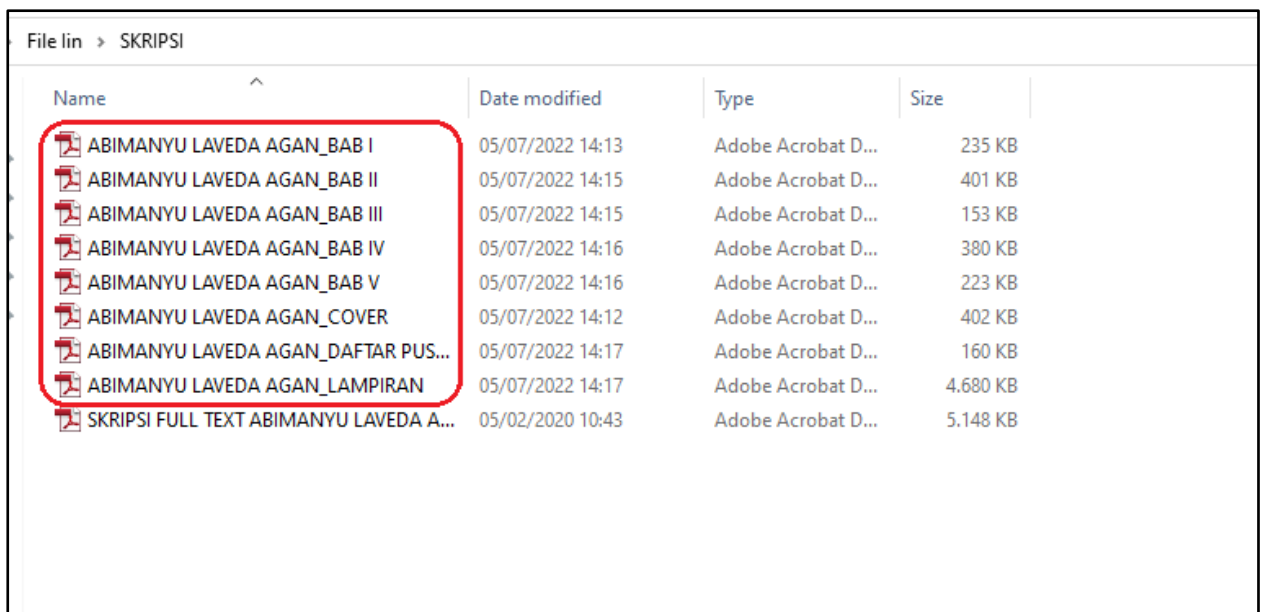 File lin > SKRIPSI
Name Date modified Type Size
ABIMANYU LAVEDA AGAN_BAB I 05/07/2022 14:13 Adobe Acrobat D... 235 KB
ABIMANYU LAVEDA AGAN_BAB II 05/07/2022 14:15 Adobe Acrobat D... 401 KB
ABIMANYU LAVEDA AGAN_BAB III 05/07/2022 14:15 Adobe Acrobat D... 153 KB
ABIMANYU LAVEDA AGAN_BAB IV 05/07/2022 14:16 Adobe Acrobat D... 380 KB
ABIMANYU LAVEDA AGAN_BAB V 05/07/2022 14:16 Adobe Acrobat D... 223 KB
ABIMANYU LAVEDA AGAN_COVER 05/07/2022 14:12 Adobe Acrobat D... 402 KB
ABIMANYU LAVEDA AGAN_DAFTAR PUS... 05/07/2022 14:17 Adobe Acrobat D... 160 KB
ABIMANYU LAVEDA AGAN_LAMPIRAN 05/07/2022 14:17 Adobe Acrobat D... 4.680 KB
SKRIPSI FULL TEXT ABIMANYU LAVEDA A... 05/02/2020 10:43 Adobe Acrobat D... 5.148 KB